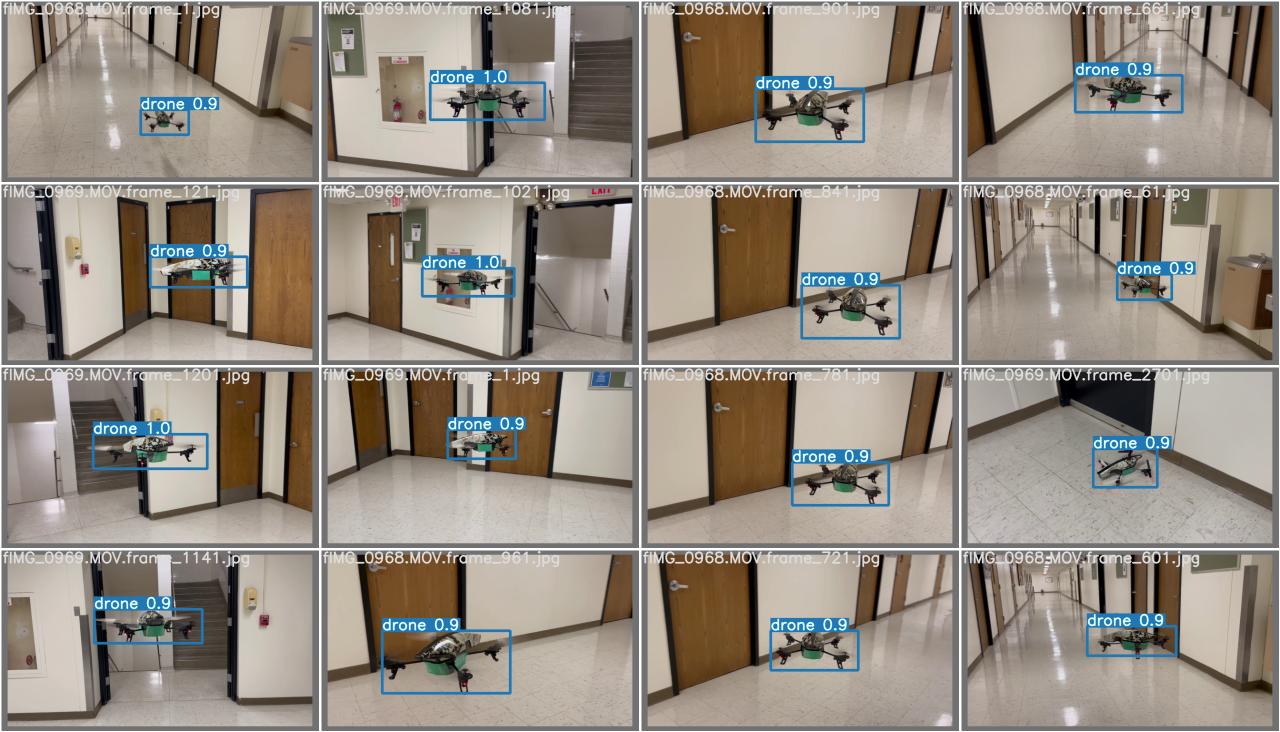 fIMG_0968.MOV.frame_1.jpg
drone 0.9
fIMG_0969.MOV.frame_1081.jpg
drone 1.0
fIMG_0968.MOV.frame_901.jpg
drone 0.9
fIMG_0968.MOV.frame_661.jpg
drone 0.9
fIMG_0969.MOV.frame_121.jpg
drone 0.9
fIMG_0969.MOV.frame_1021.jpg
EXIT
drone 1.0
fIMG_0968.MOV.frame_841.jpg
drone 0.9
fIMG_0968.MOV.frame_61.jpg
drone 0.9
fIMG_0969.MOV.frame_1201.jpg
drone 1.0
fIMG_0969.MOV.frame_1.jpg
drone 0.9
fIMG_0968.MOV.frame_781.jpg
drone 0.9
fIMG_0969.MOV.frame_2701.jpg
drone 0.9
fIMG_0969.MOV.frame_1141.jpg
drone 0.9
fIMG_0968.MOV.frame_961.jpg
drone 0.9
fIMG_0968.MOV.frame_721.jpg
drone 0.9
fIMG_0968.MOV.frame_601.jpg
drone 0.9